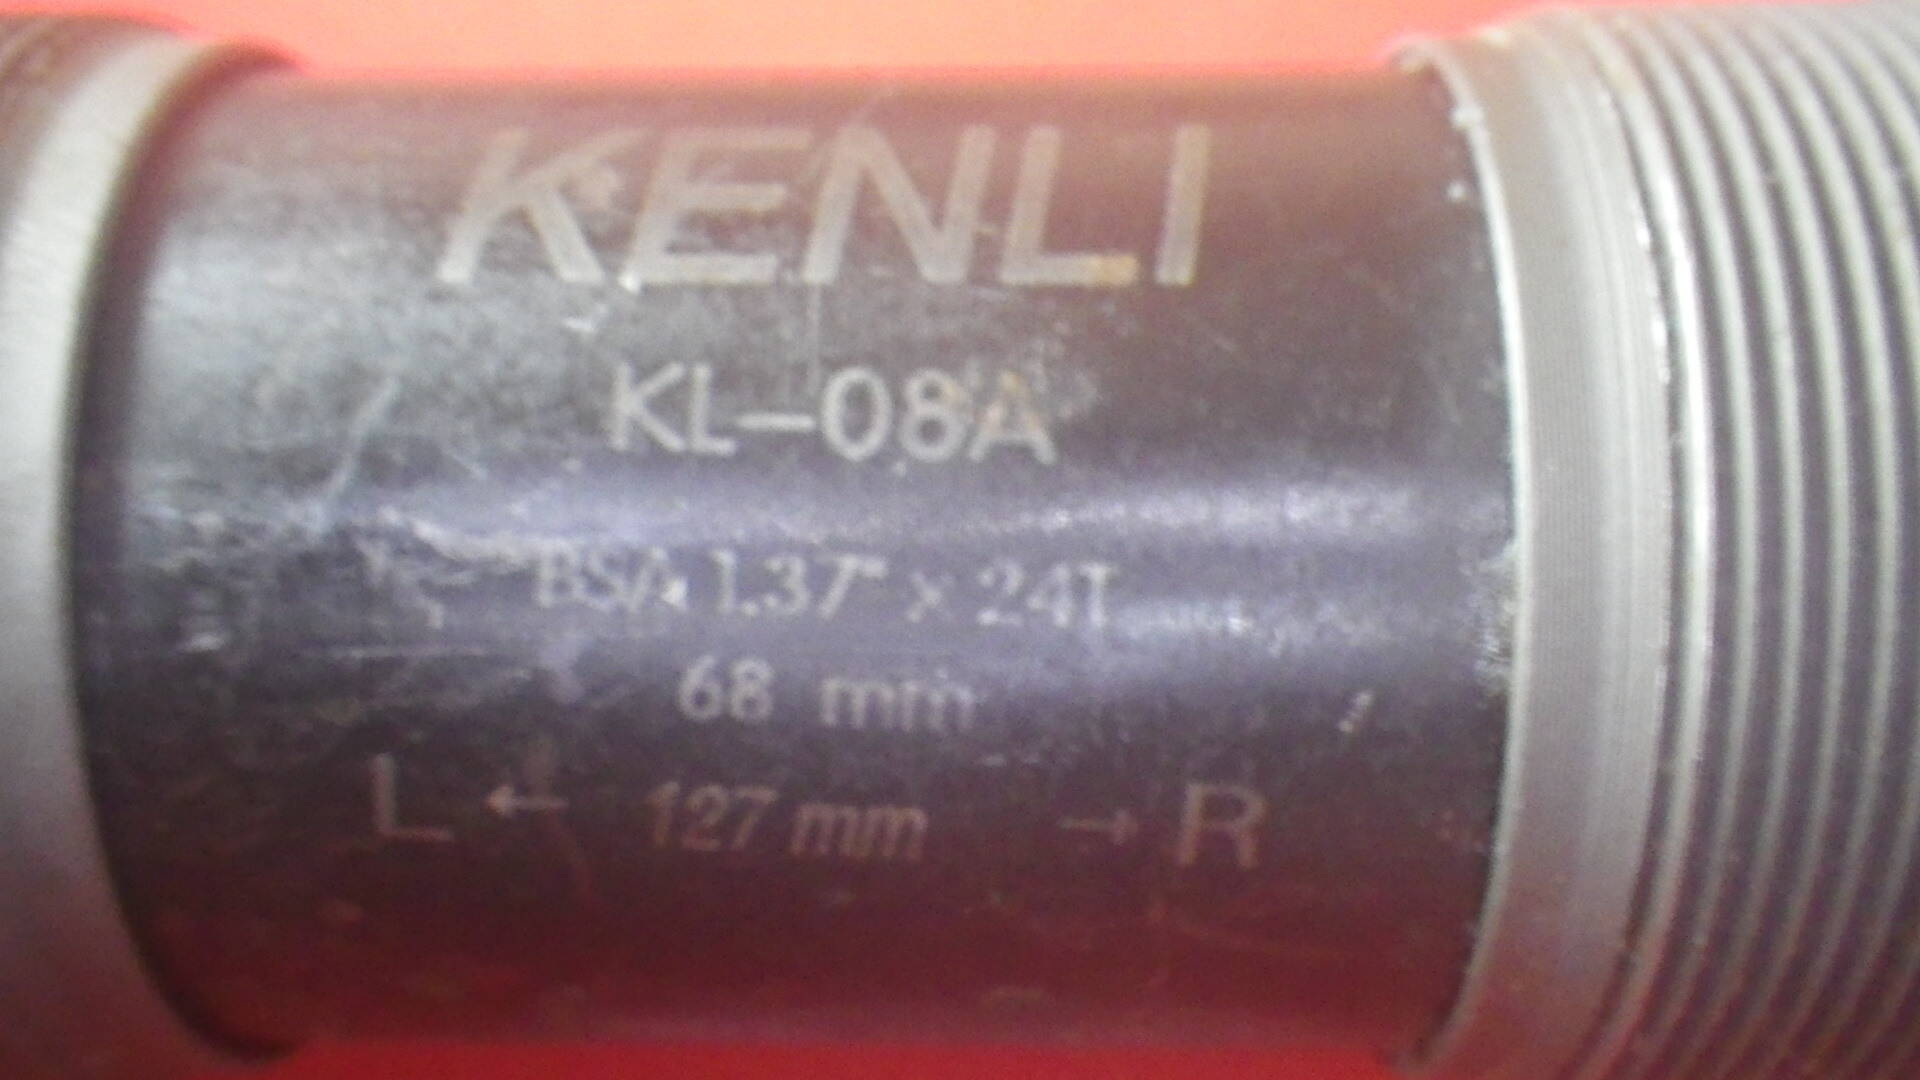 KENLI
KL-08A
BSA 1.37" x 24T
68 mm
L ← 127 mm → R